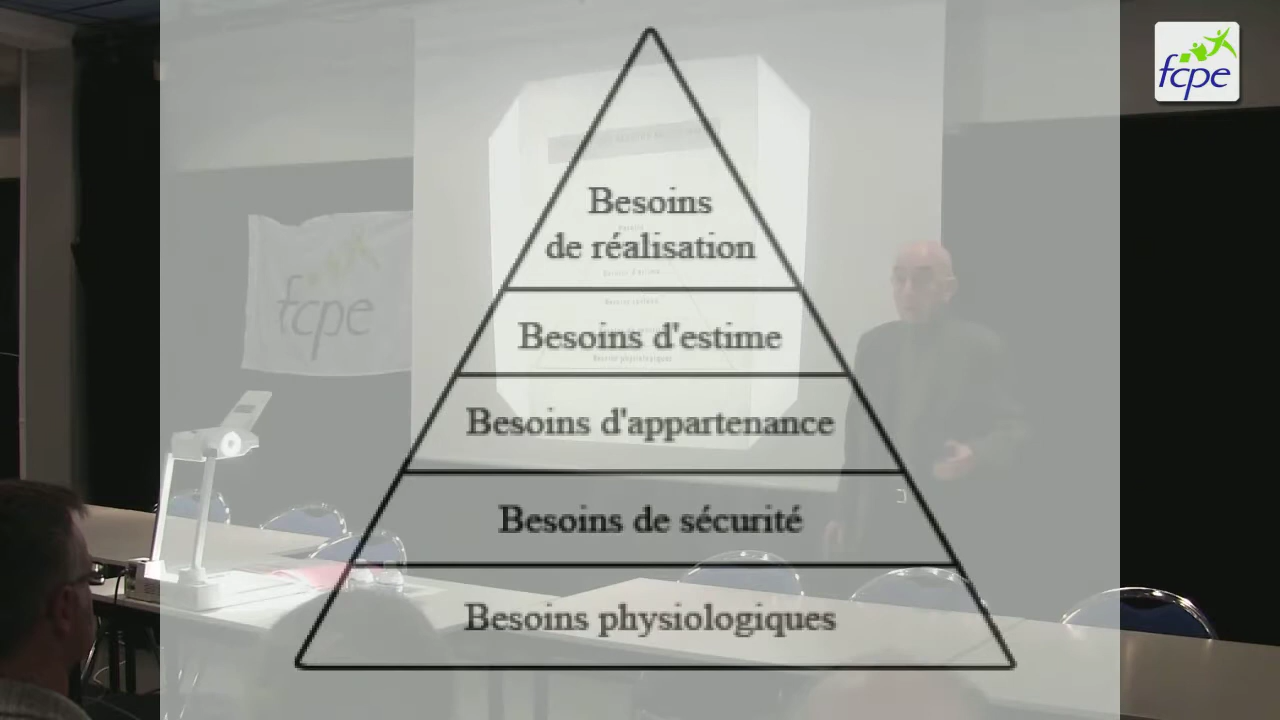 fcpe
Besoins
de réalisation
fcpe
Besoins d'estime
Besoins d'appartenance
Besoins de sécurité
Besoins physiologiques